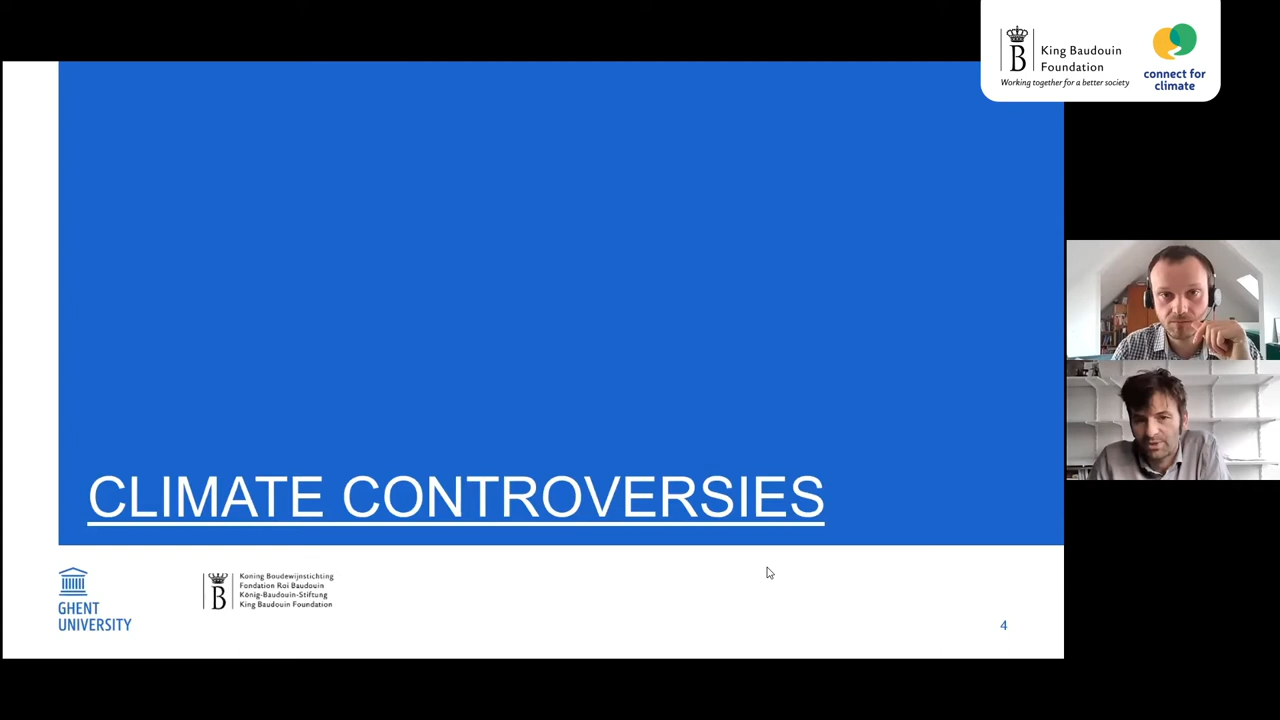 B
King Baudouin
Foundation
Working together for a better society
connect for
climate
CLIMATE CONTROVERSIES
GHENT
UNIVERSITY
B
Koning Boudewijnstichting
Fondation Roi Baudouin
König-Baudouin-Stiftung
King Baudouin Foundation
4